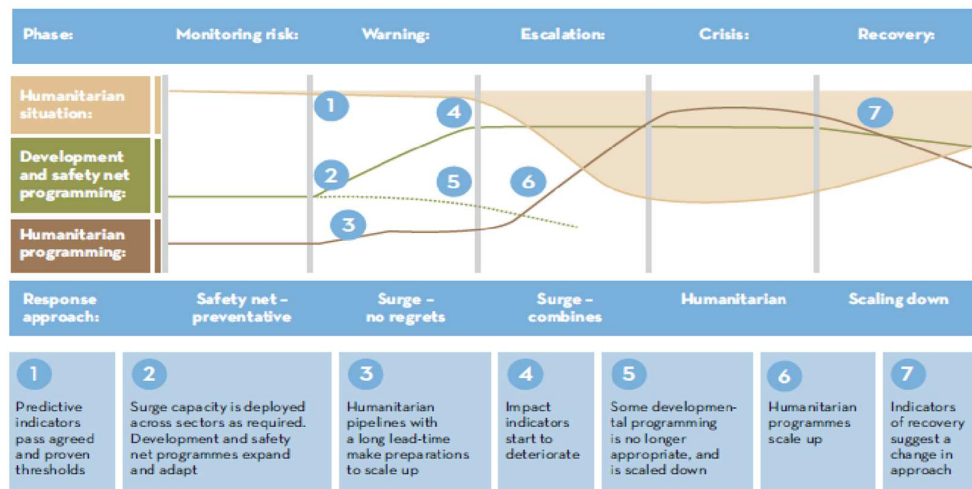 Phase: Monitoring risk: Warning: Escalation: Crisis: Recovery:
Humanitarian
situation:
Development
and safety net
programming:
Humanitarian
programming:
1
4
7
2
5
6
3
Response
approach:
Safety net –
preventative
Surge –
no regrets
Surge –
combines
Humanitarian
Scaling down
1
Predictive
indicators
pass agreed
and proven
thresholds
2
Surge capacity is deployed
across sectors as required.
Development and safety
net programmes expand
and adapt
3
Humanitarian
pipelines with
a long lead-time
make preparations
to scale up
4
Impact
indicators
start to
deteriorate
5
Some developmen-
tal programming
is no longer
appropriate, and
is scaled down
6
Humanitarian
programmes
scale up
7
Indicators
of recovery
suggest a
change in
approach